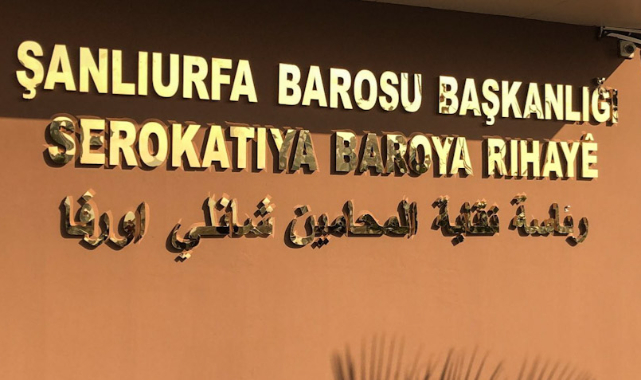 ŞANLIURFA BAROSU BAŞKANLIĞI
SEROKATIYA BAROYA RIHAYÊ
رئاسة نقابة المحامين شانلي اورفا